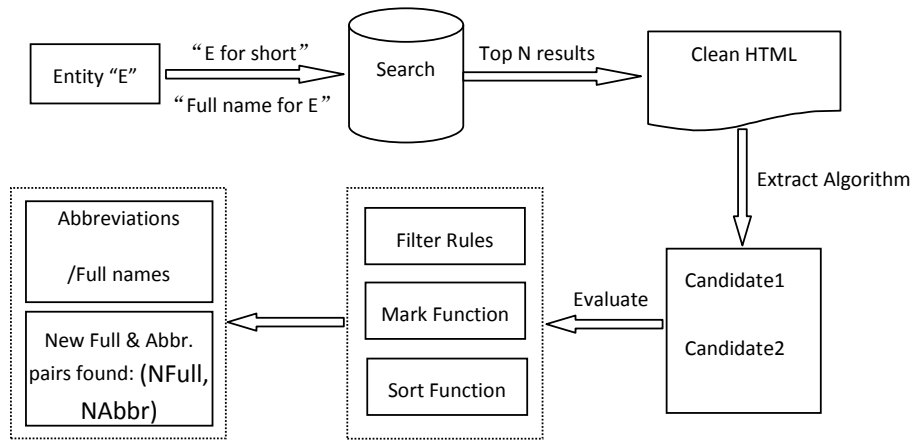 Entity “E”
“E for short”
“Full name for E”
Search
Top N results
Clean HTML
Extract Algorithm
Candidate1
Candidate2
Evaluate
Filter Rules
Mark Function
Sort Function
Abbreviations
/Full names
New Full & Abbr.
pairs found: (NFull,
NAbbr)